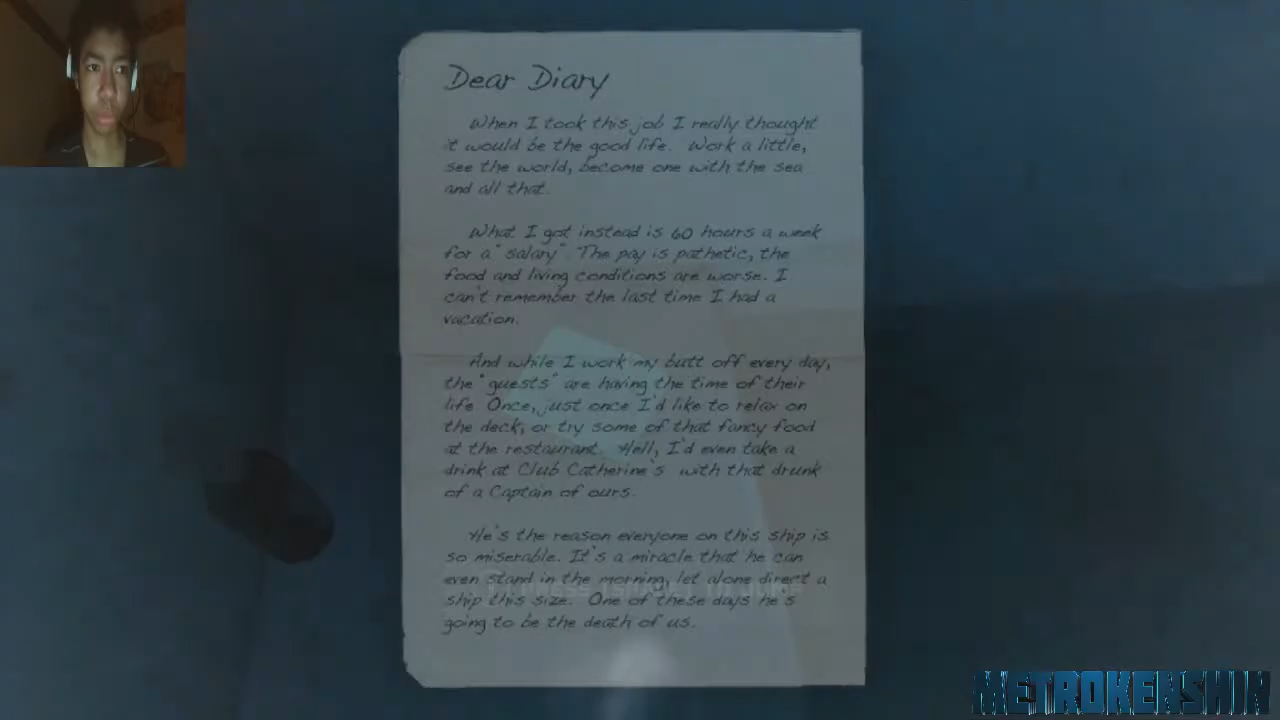 Dear Diary
When I took this job I really thought
it would be the good life. Work a little,
see the world, become one with the sea
and all that.
What I got instead is 60 hours a week
for a "salary". The pay is pathetic, the
food and living conditions are worse. I
can't remember the last time I had a
vacation.
And while I work my butt off every day,
the "guests" are having the time of their
life. Once, just once I'd like to relax on
the deck, or try some of that fancy food
at the restaurant. Hell, I'd even take a
drink at Club Catherine's with that drunk
of a Captain of ours.
He's the reason everyone on this ship is
so miserable. It's a miracle that he can
even stand in the morning, let alone direct a
ship this size. One of these days he's
going to be the death of us.
METROKENSHIN